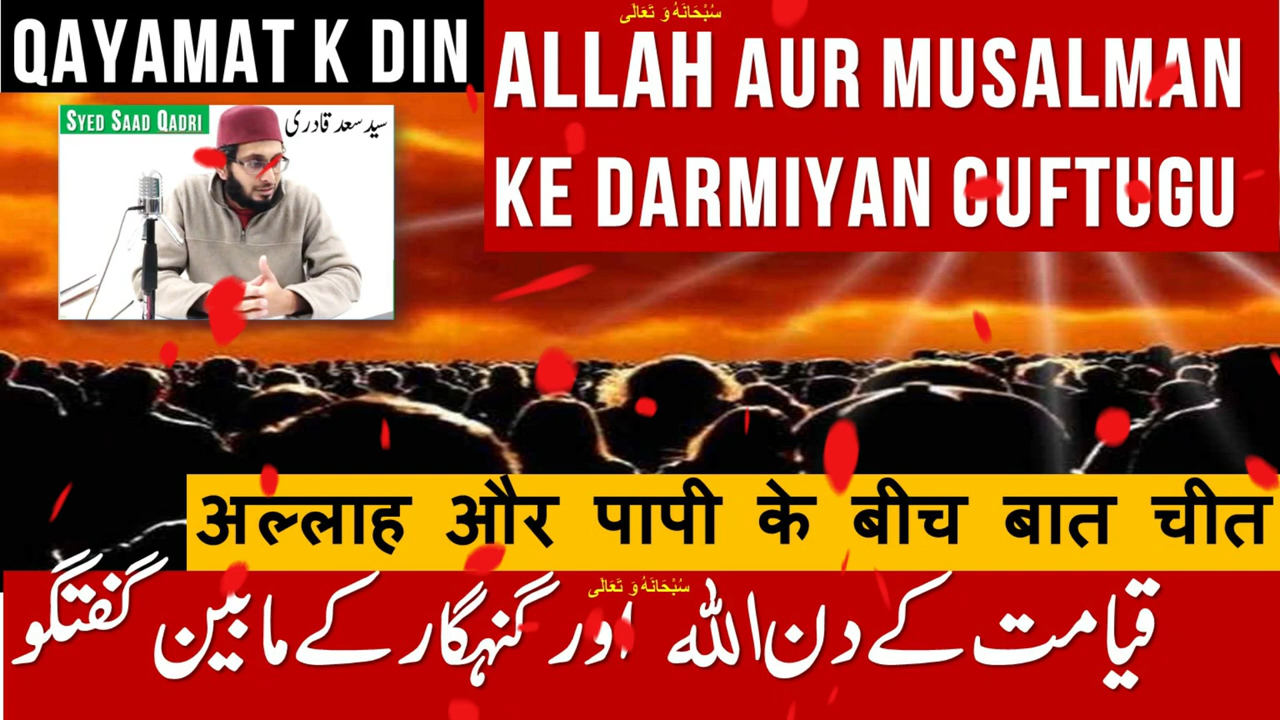 QAYAMAT K DIN
سُبْحَانَهُ وَ تَعَالَى
ALLAH AUR MUSALMAN
KE DARMIYAN GUFTUGU
SYED SAAD QADRI
سید سعد قادری
अल्लाह और पापी के बीच बात चीत
سُبْحَانَهُ وَ تَعَالَى
قیامت کے دن اللہ اور گنہگار کے مابین گفتگو